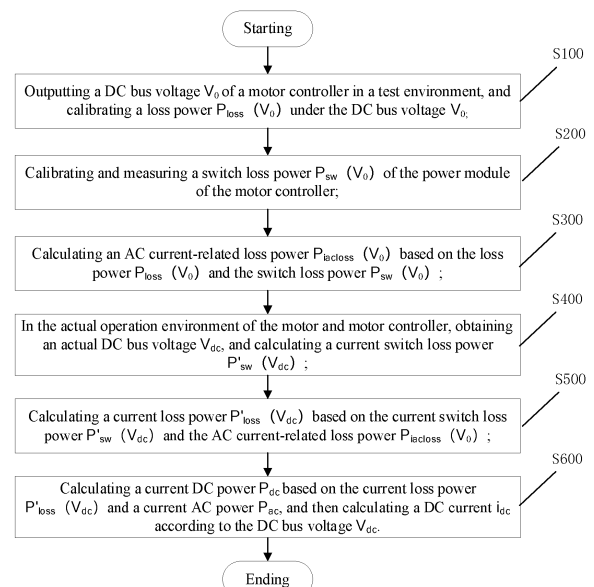 Starting
S100
Outputting a DC bus voltage V₀ of a motor controller in a test environment, and
calibrating a loss power Ploss（V₀）under the DC bus voltage V₀;
S200
Calibrating and measuring a switch loss power Psw（V₀）of the power module
of the motor controller;
S300
Calculating an AC current-related loss power Piacloss（V₀）based on the loss
power Ploss（V₀）and the switch loss power Psw（V₀）;
S400
In the actual operation environment of the motor and motor controller, obtaining
an actual DC bus voltage Vdc, and calculating a current switch loss power
P'sw（Vdc）;
S500
Calculating a current loss power P'loss（Vdc）based on the current switch loss
power P'sw（Vdc）and the AC current-related loss power Piacloss（V₀）;
S600
Calculating a current DC power Pdc based on the current loss power
P'loss（Vdc）and a current AC power Pac, and then calculating a DC current idc
according to the DC bus voltage Vdc.
Ending